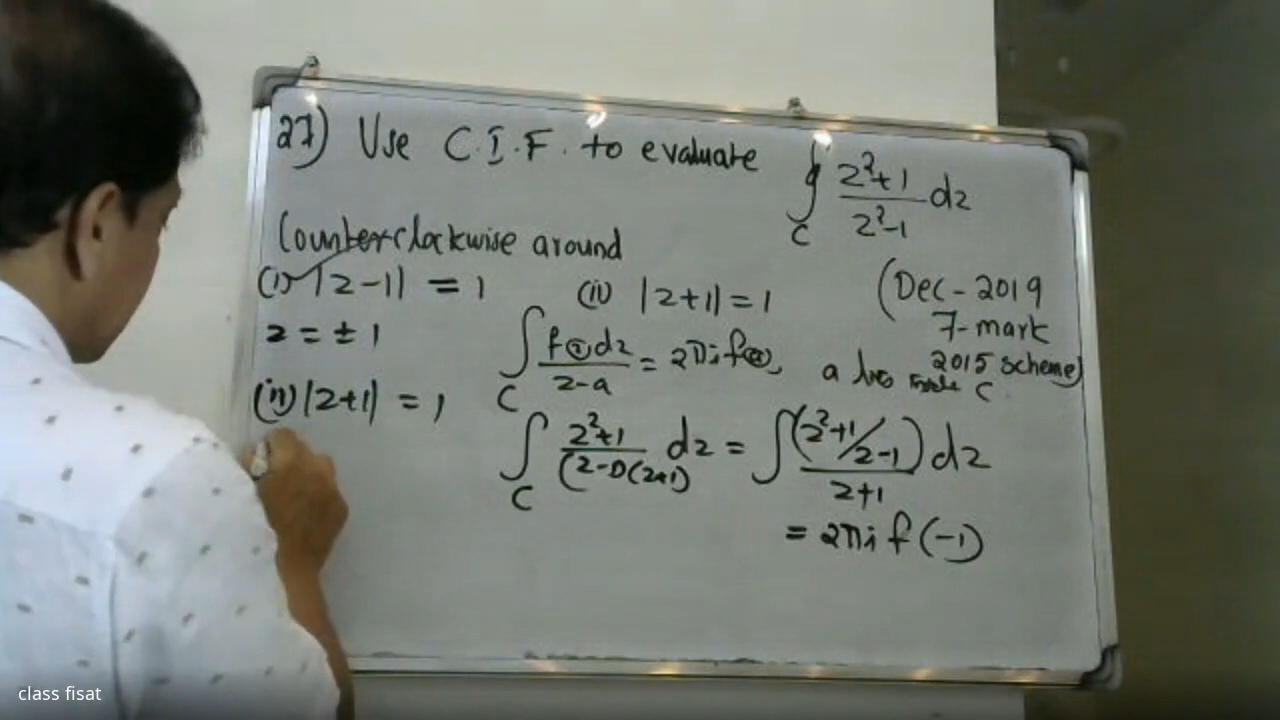 27) Use C.I.F. to evaluate ∮_C z²+1/z²-1 dz
Counterclockwise around
(i) |z-1| = 1 (ii) |z+1| = 1
(Dec-2019
7-mark
2015 scheme)
z = ± 1
∫_C f(z)dz/z-a = 2πi f(a), a lies inside C
(ii) |z+1| = 1
∫_C z²+1/(z-1)(z+1) dz = ∫(z²+1/z-1)/z+1 dz
= 2πi f(-1)
class fisat